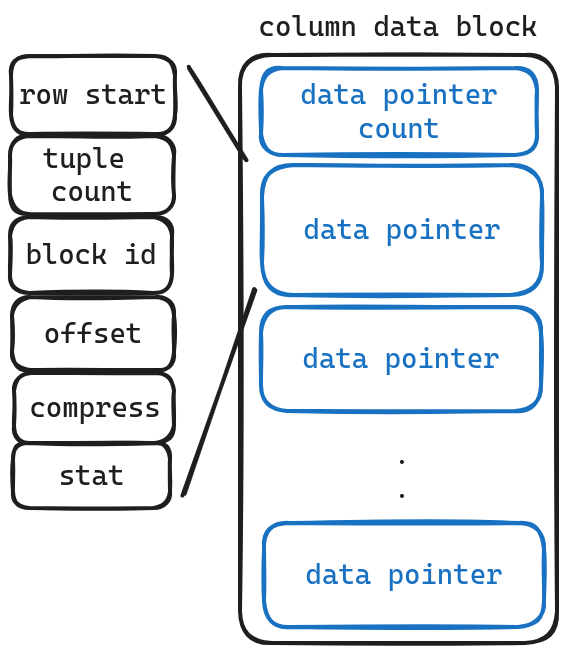 column data block
row start
tuple
count
block id
offset
compress
stat
data pointer
count
data pointer
data pointer
.
.
data pointer